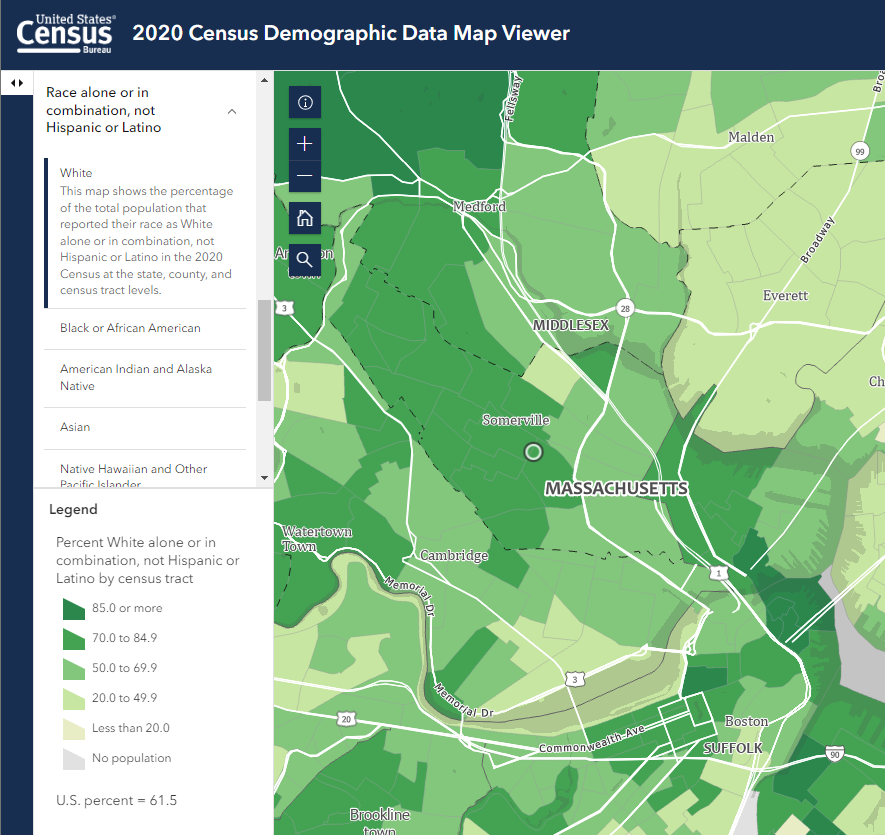 United States®
Census
Bureau
2020 Census Demographic Data Map Viewer
Race alone or in
combination, not
Hispanic or Latino
White
This map shows the percentage
of the total population that
reported their race as White
alone or in combination, not
Hispanic or Latino in the 2020
Census at the state, county, and
census tract levels.
Black or African American
American Indian and Alaska
Native
Asian
Native Hawaiian and Other
Pacific Islander
Legend
Percent White alone or in
combination, not Hispanic or
Latino by census tract
85.0 or more
70.0 to 84.9
50.0 to 69.9
20.0 to 49.9
Less than 20.0
No population
U.S. percent = 61.5
Fellsway
Malden
99
Medford
Broadway
3
28
Everett
MIDDLESEX
Ch
Somerville
MASSACHUSETTS
Watertown
Town
Cambridge
1
Memorial Dr
3
Memorial Dr
20
Boston
Commonwealth Ave
SUFFOLK
90
Brookline
town